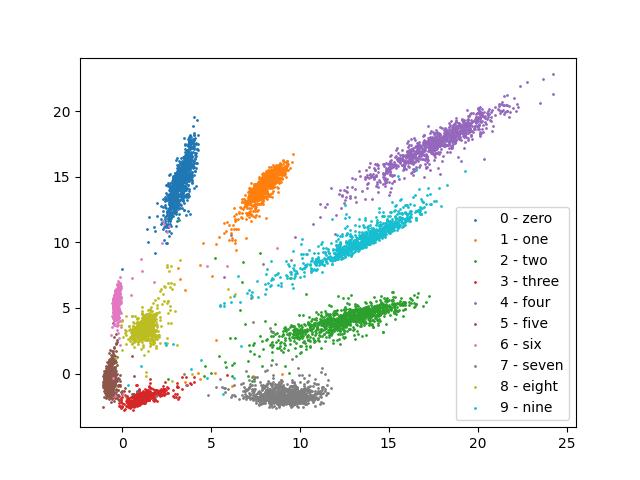 20
15
10
5
0
0
5
10
15
20
25
0 - zero
1 - one
2 - two
3 - three
4 - four
5 - five
6 - six
7 - seven
8 - eight
9 - nine